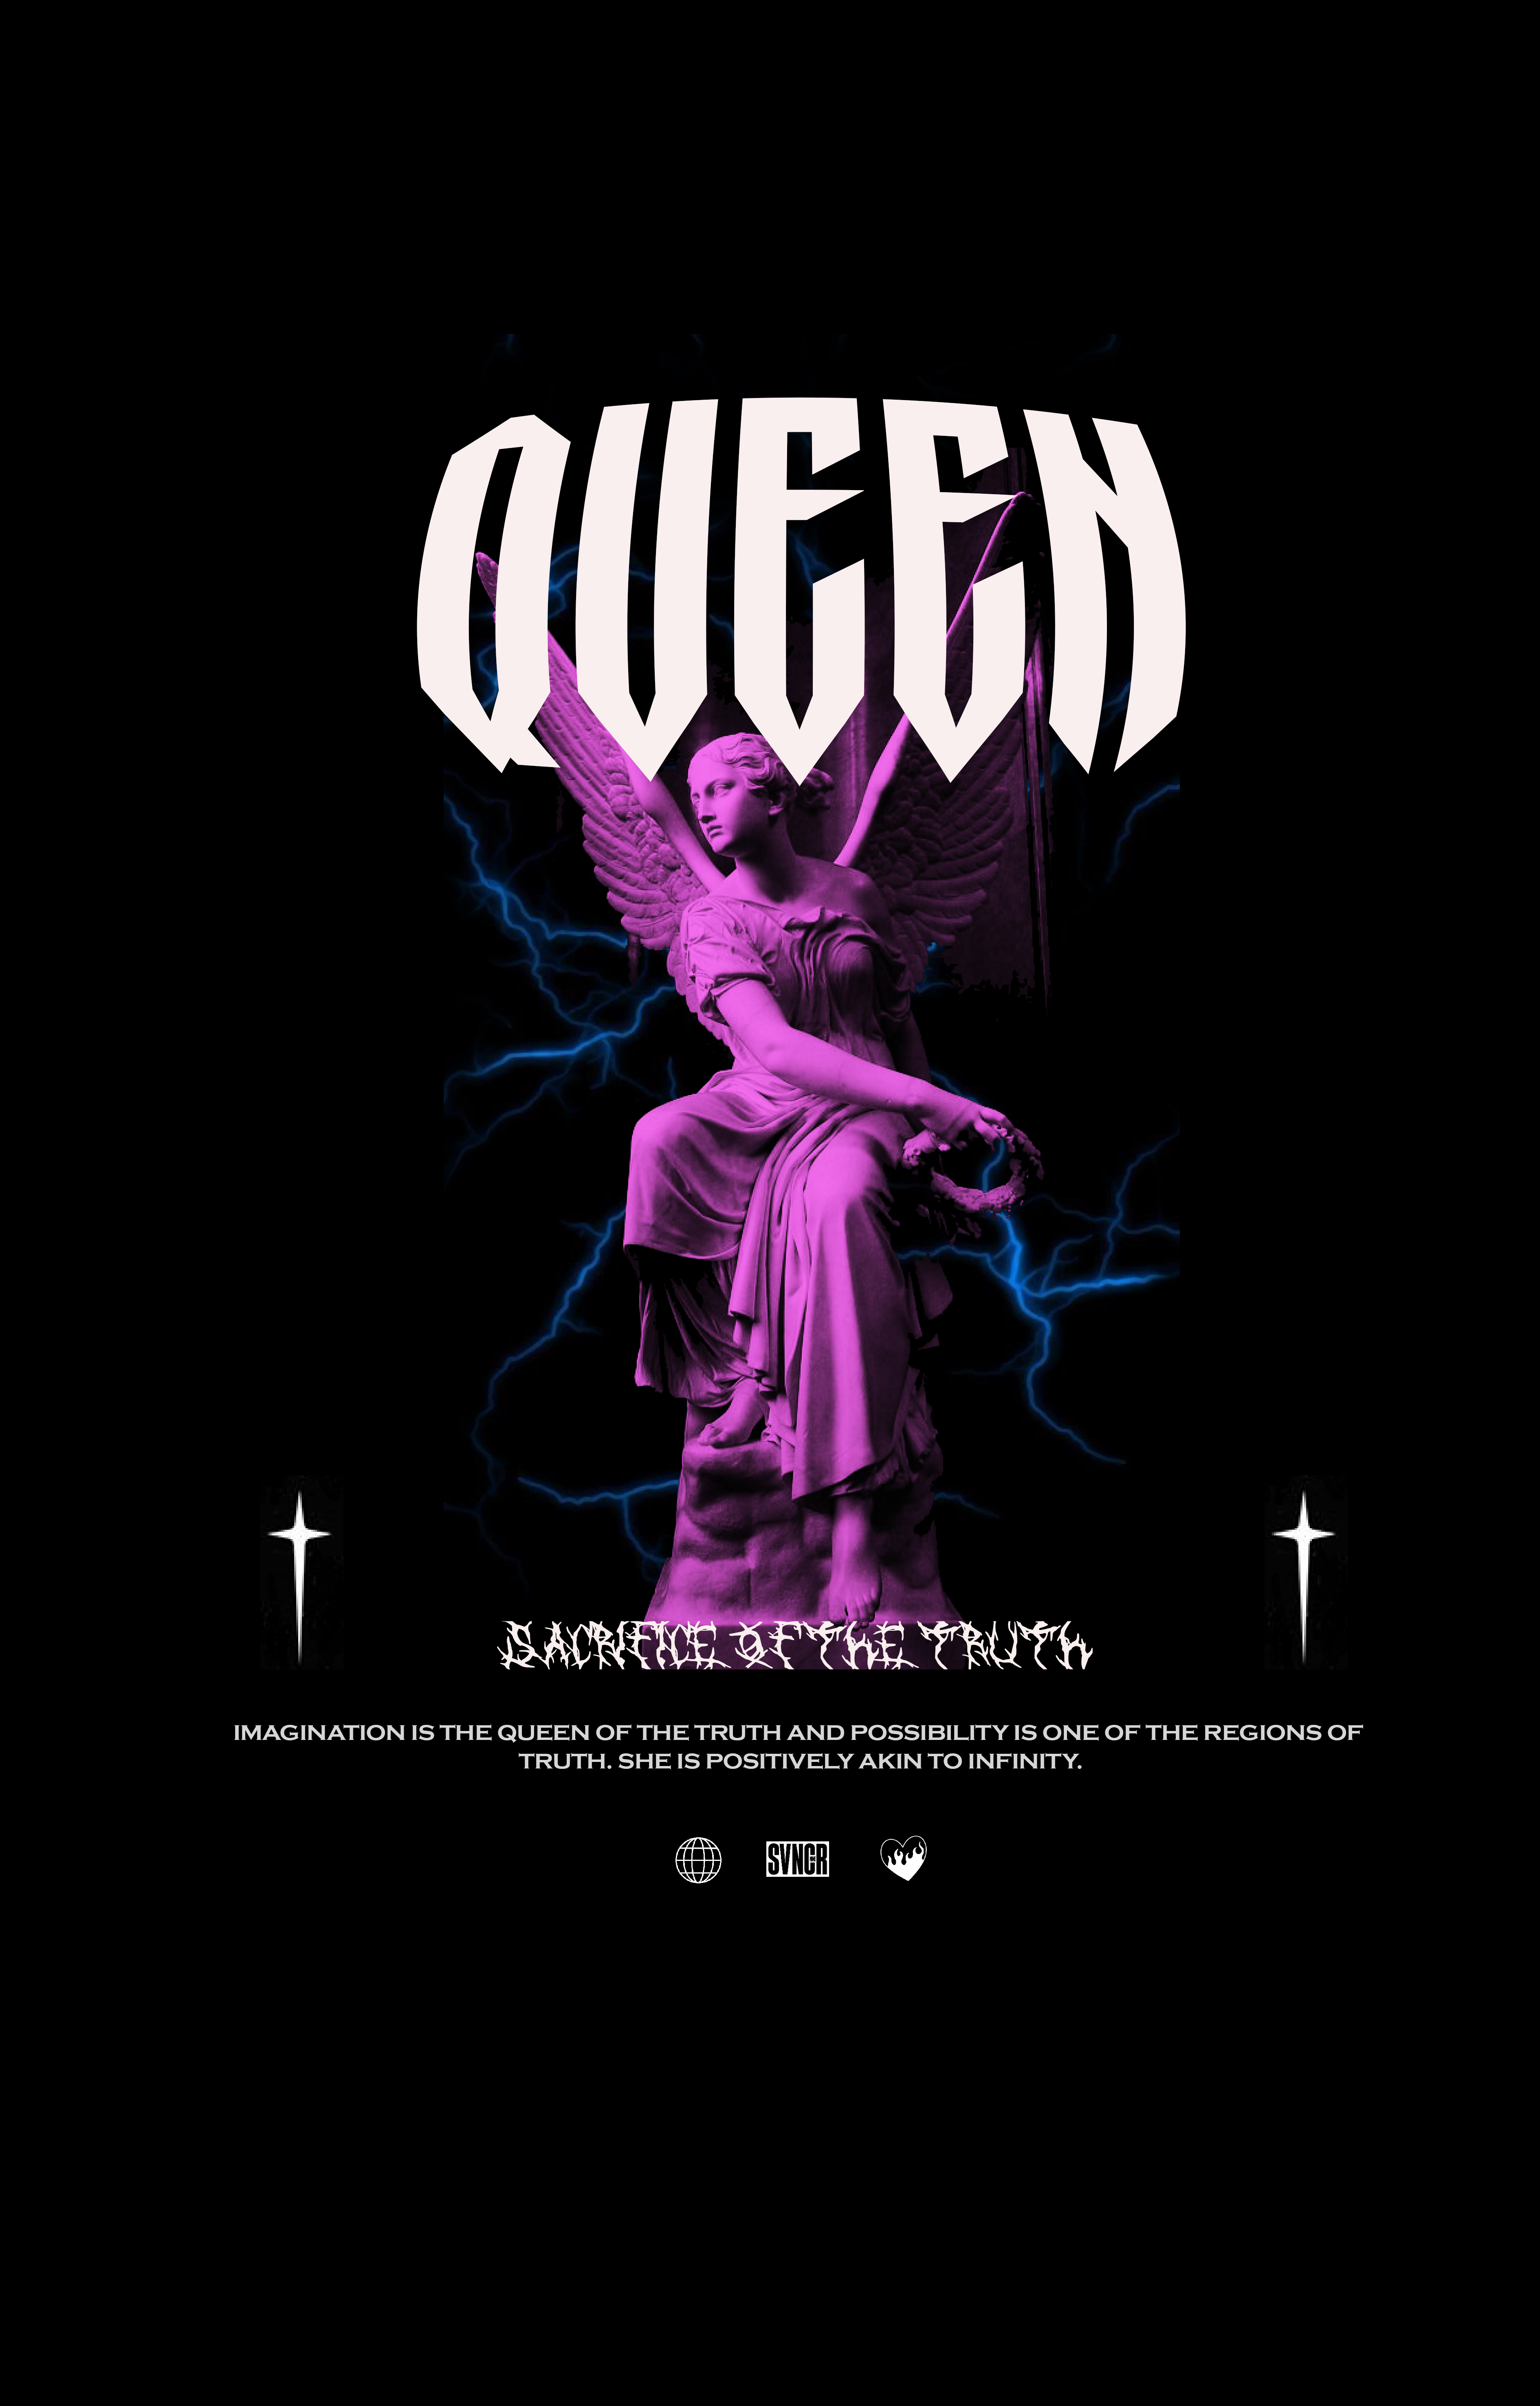 QUEEN
SACRIFICE OF THE TRUTH
IMAGINATION IS THE QUEEN OF THE TRUTH AND POSSIBILITY IS ONE OF THE REGIONS OF
TRUTH. SHE IS POSITIVELY AKIN TO INFINITY.
SVNCR